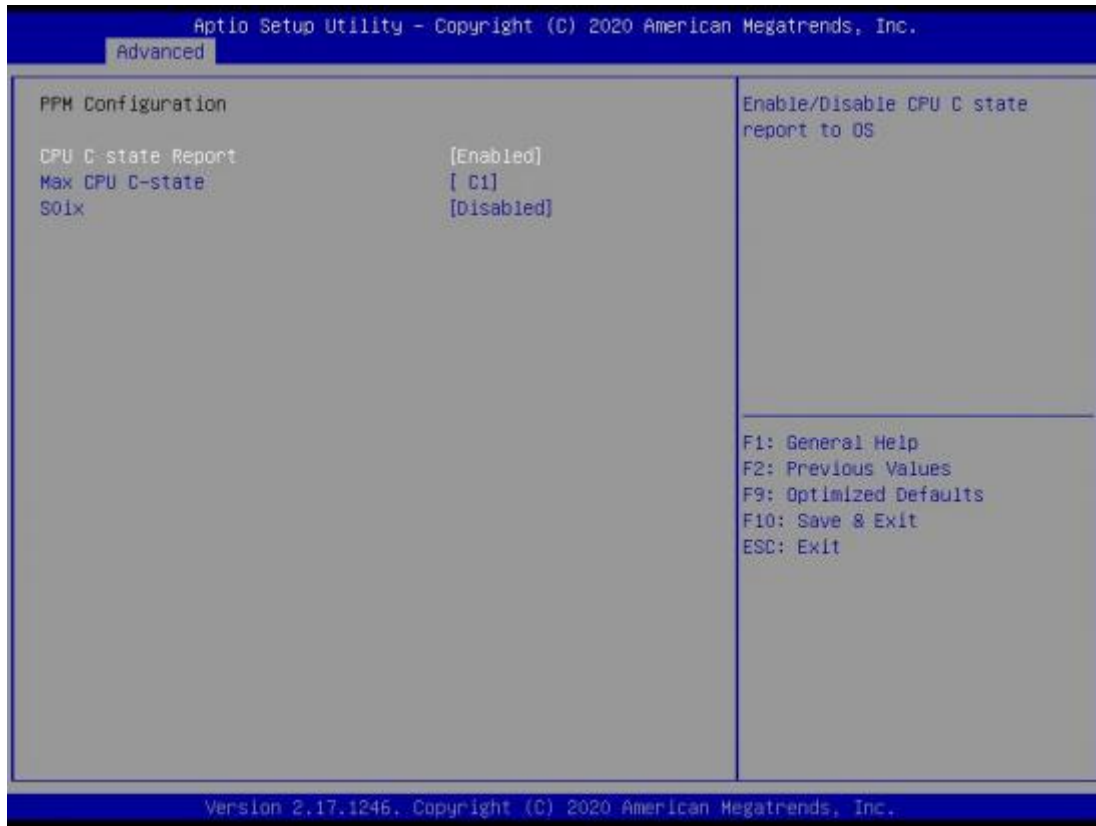 Aptio Setup Utility – Copyright (C) 2020 American Megatrends, Inc.
Advanced
PPM Configuration
CPU C state Report [Enabled]
Max CPU C-state [ C1]
S0ix [Disabled]
Enable/Disable CPU C state
report to OS
F1: General Help
F2: Previous Values
F9: Optimized Defaults
F10: Save & Exit
ESC: Exit
Version 2.17.1246. Copyright (C) 2020 American Megatrends, Inc.